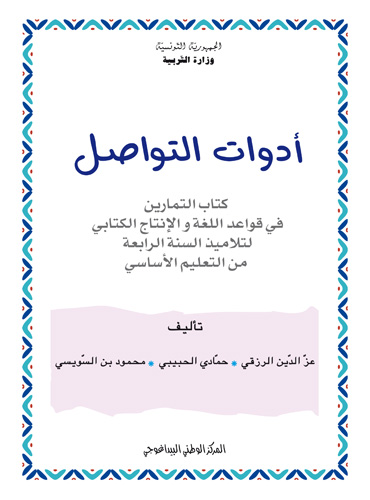 الجمهورية التونسية
وزارة التربية
أدوات التواصل
كتاب التمارين
في قواعد اللغة و الإنتاج الكتابي
لتلاميذ السنة الرابعة
من التعليم الأساسي
تأليف
عزّ الدّين الرزقي * حمّادي الحبيبي * محمود بن السّويسي
المركز الوطني البيداغوجي